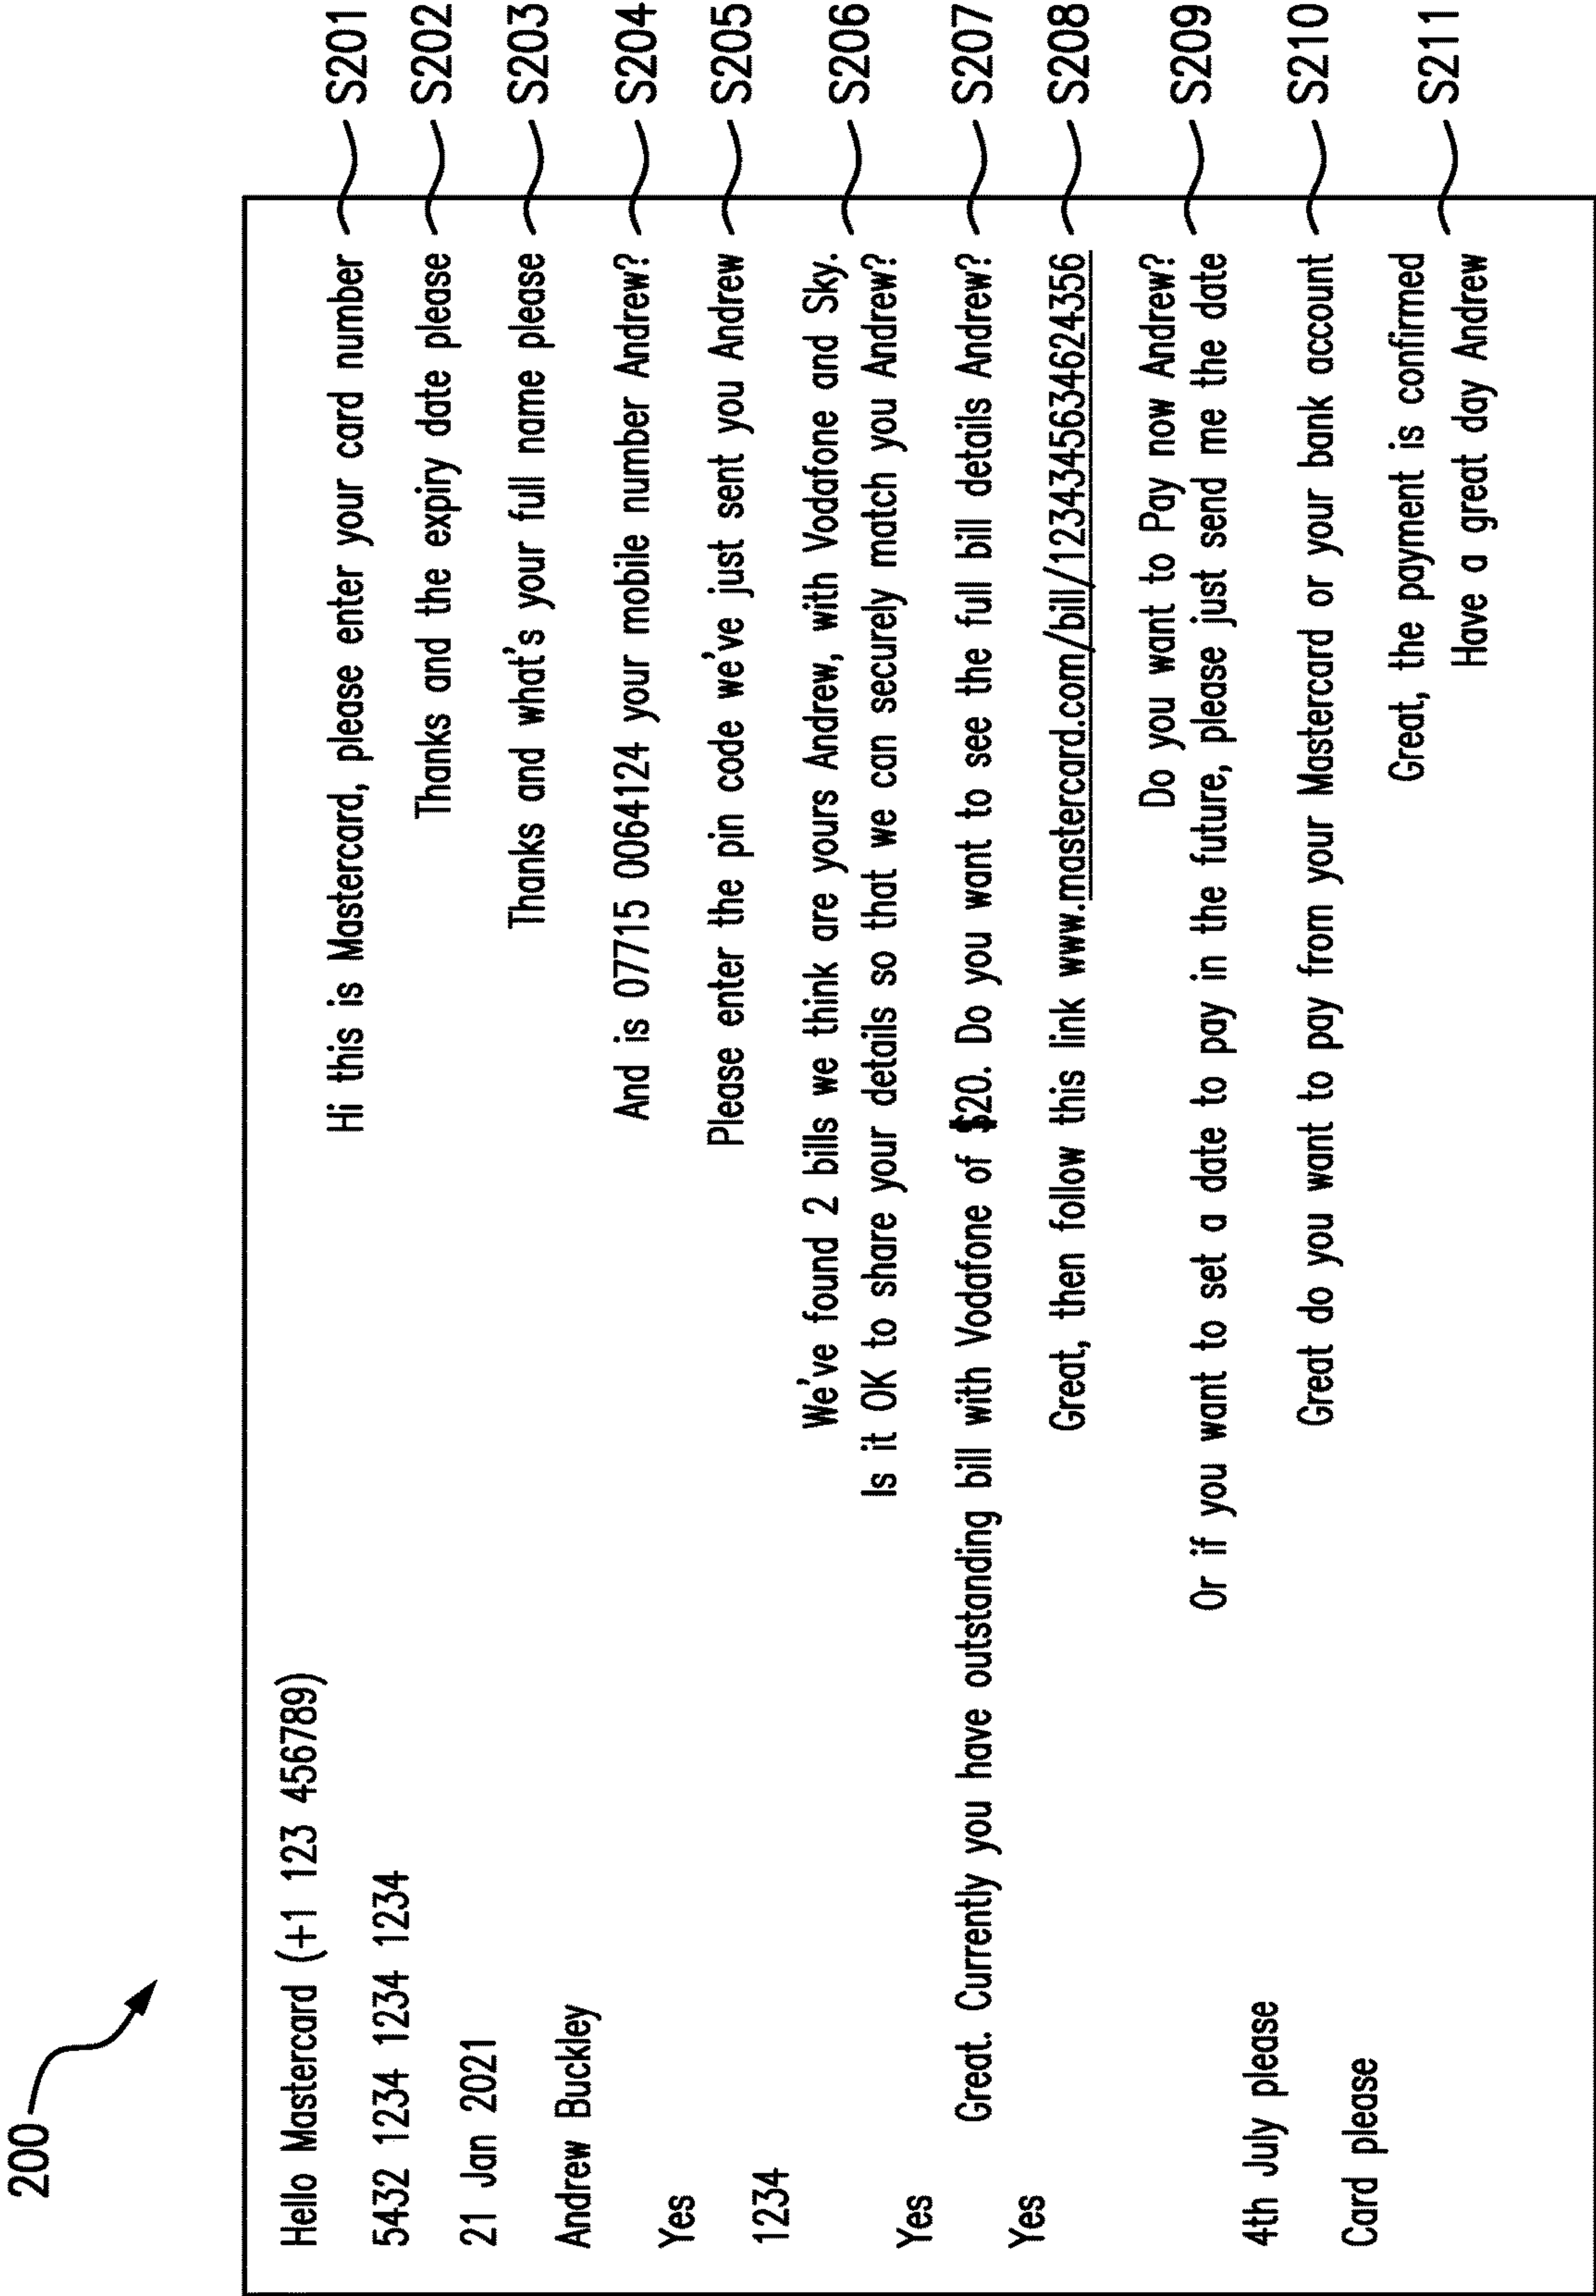 200
Hello Mastercard (+1 123 456789)
Hi this is Mastercard, please enter your card number
S201
5432 1234 1234 1234
Thanks and the expiry date please
S202
21 Jan 2021
Thanks and what's your full name please
S203
Andrew Buckley
And is 07715 0064124 your mobile number Andrew?
S204
Yes
Please enter the pin code we've just sent you Andrew
S205
1234
We've found 2 bills we think are yours Andrew, with Vodafone and Sky.
Is it OK to share your details so that we can securely match you Andrew?
S206
Yes
Great. Currently you have outstanding bill with Vodafone of $20. Do you want to see the full bill details Andrew?
S207
Yes
Great, then follow this link www.mastercard.com/bill/1234345634624356
S208
Do you want to Pay now Andrew?
Or if you want to set a date to pay in the future, please just send me the date
S209
4th July please
Great do you want to pay from your Mastercard or your bank account
S210
Card please
Great, the payment is confirmed
Have a great day Andrew
S211